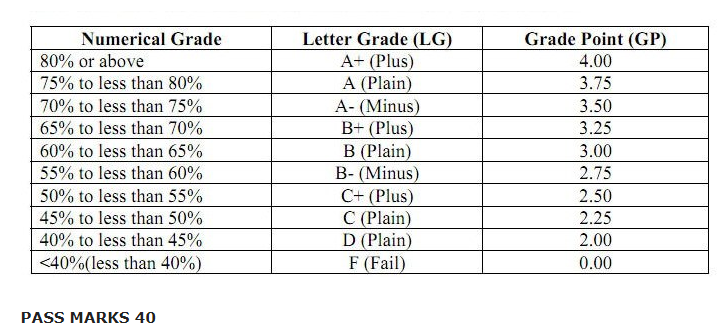 Numerical Grade Letter Grade (LG) Grade Point (GP)
80% or above A+ (Plus) 4.00
75% to less than 80% A (Plain) 3.75
70% to less than 75% A- (Minus) 3.50
65% to less than 70% B+ (Plus) 3.25
60% to less than 65% B (Plain) 3.00
55% to less than 60% B- (Minus) 2.75
50% to less than 55% C+ (Plus) 2.50
45% to less than 50% C (Plain) 2.25
40% to less than 45% D (Plain) 2.00
<40%(less than 40%) F (Fail) 0.00
PASS MARKS 40